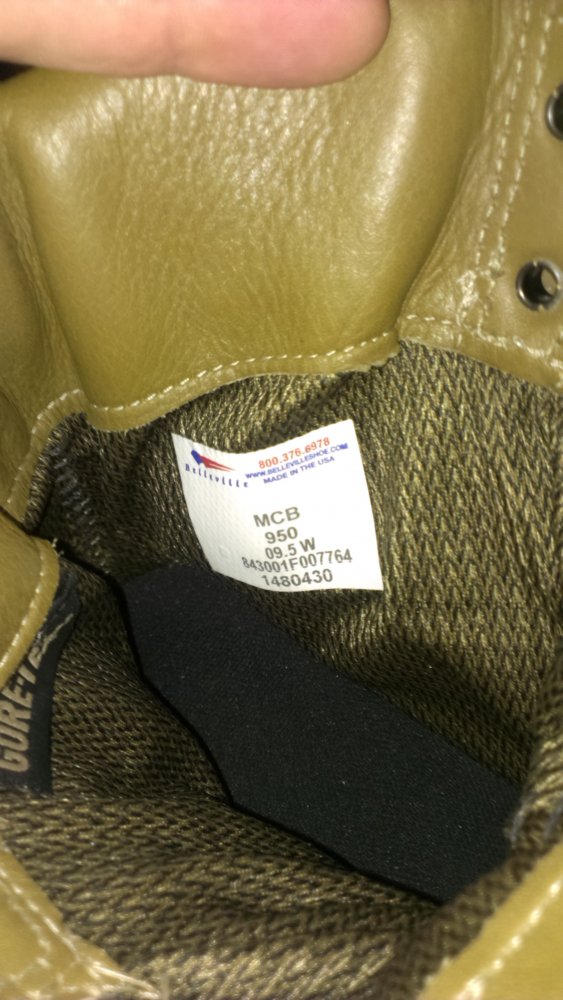 Belleville
800.376.6978
WWW.BELLEVILLESHOE.COM
MADE IN THE USA
MCB
950
09.5 W
843001F007764
1480430
GORE-TEX